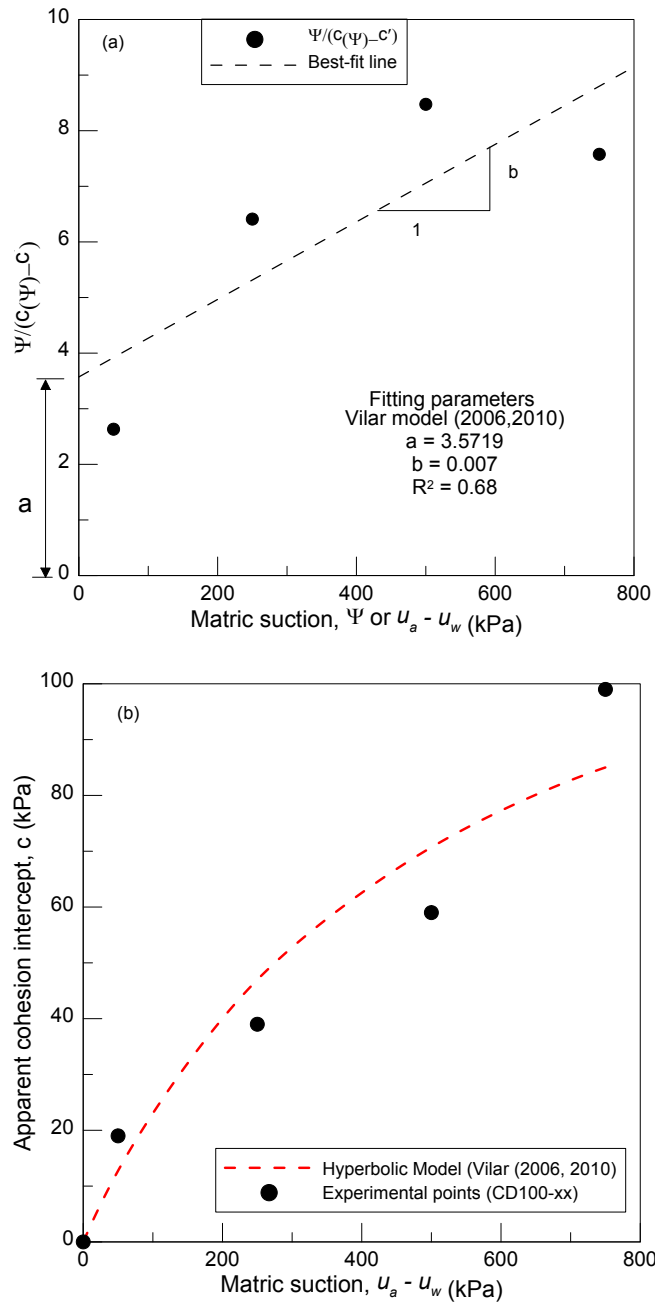 (a)
Ψ/(c(Ψ)–c')
Best-fit line
10
8
6
4
2
0
Ψ/(c(Ψ)–c)
a
b
1
Fitting parameters
Vilar model (2006,2010)
a = 3.5719
b = 0.007
R² = 0.68
0 200 400 600 800
Matric suction, Ψ or uₐ - u_w (kPa)
(b)
100
80
60
40
20
0
Apparent cohesion intercept, c (kPa)
Hyperbolic Model (Vilar (2006, 2010)
Experimental points (CD100-xx)
0 200 400 600 800
Matric suction, uₐ - u_w (kPa)